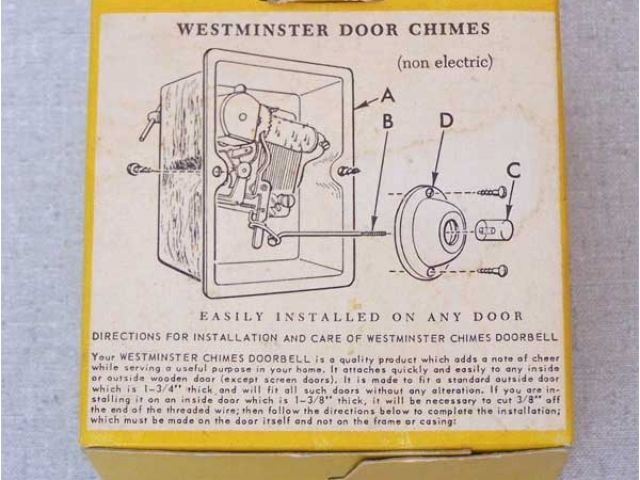 WESTMINSTER DOOR CHIMES
(non electric)
A
B
D
C
EASILY INSTALLED ON ANY DOOR
DIRECTIONS FOR INSTALLATION AND CARE OF WESTMINSTER CHIMES DOORBELL
Your WESTMINSTER CHIMES DOORBELL is a quality product which adds a note of cheer
while serving a useful purpose in your home. It attaches quickly and easily to any inside
or outside wooden door (except screen doors). It is made to fit a standard outside door
which is 1-3/4" thick and will fit all such doors without any alteration. If you are in-
stalling it on an inside door which is 1-3/8" thick, it will be necessary to cut 3/8" off
the end of the threaded wire; then follow the directions below to complete the installation;
which must be made on the door itself and not on the frame or casing: